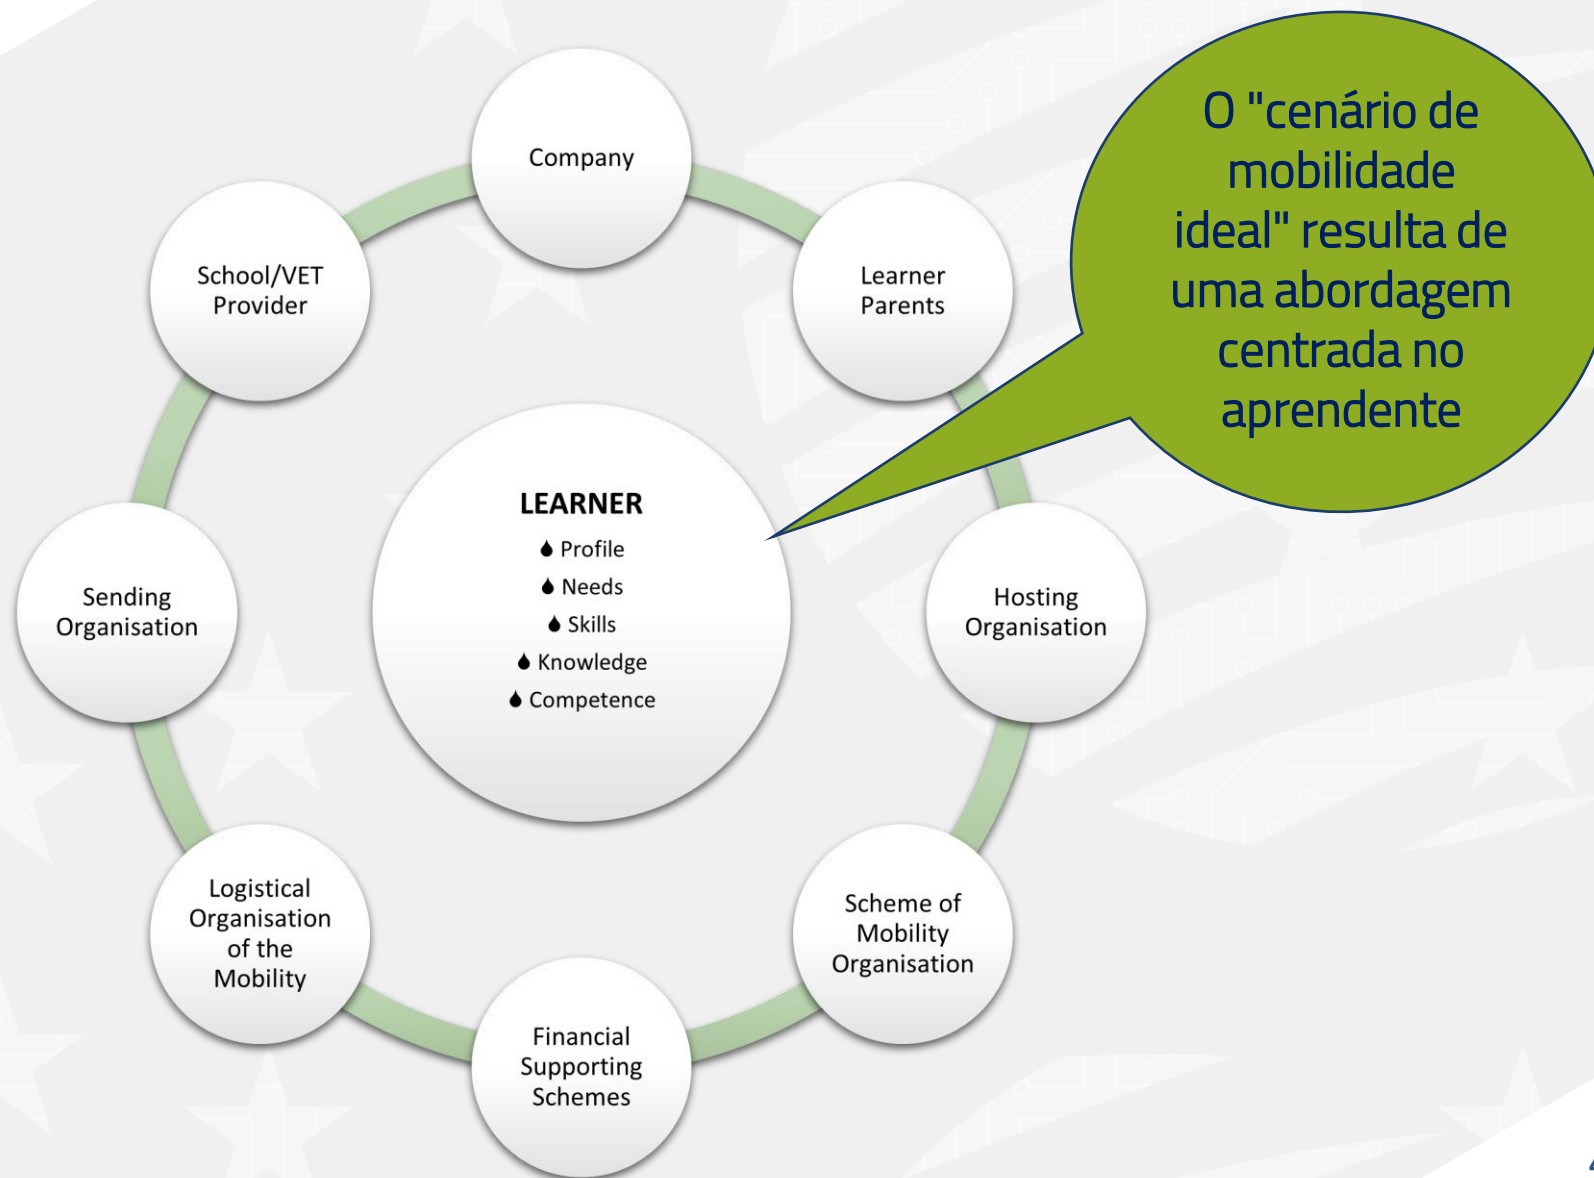 Company
School/VET
Provider
Learner
Parents
O "cenário de
mobilidade
ideal" resulta de
uma abordagem
centrada no
aprendente
LEARNER
Profile
Needs
Skills
Knowledge
Competence
Sending
Organisation
Hosting
Organisation
Logistical
Organisation
of the
Mobility
Scheme of
Mobility
Organisation
Financial
Supporting
Schemes